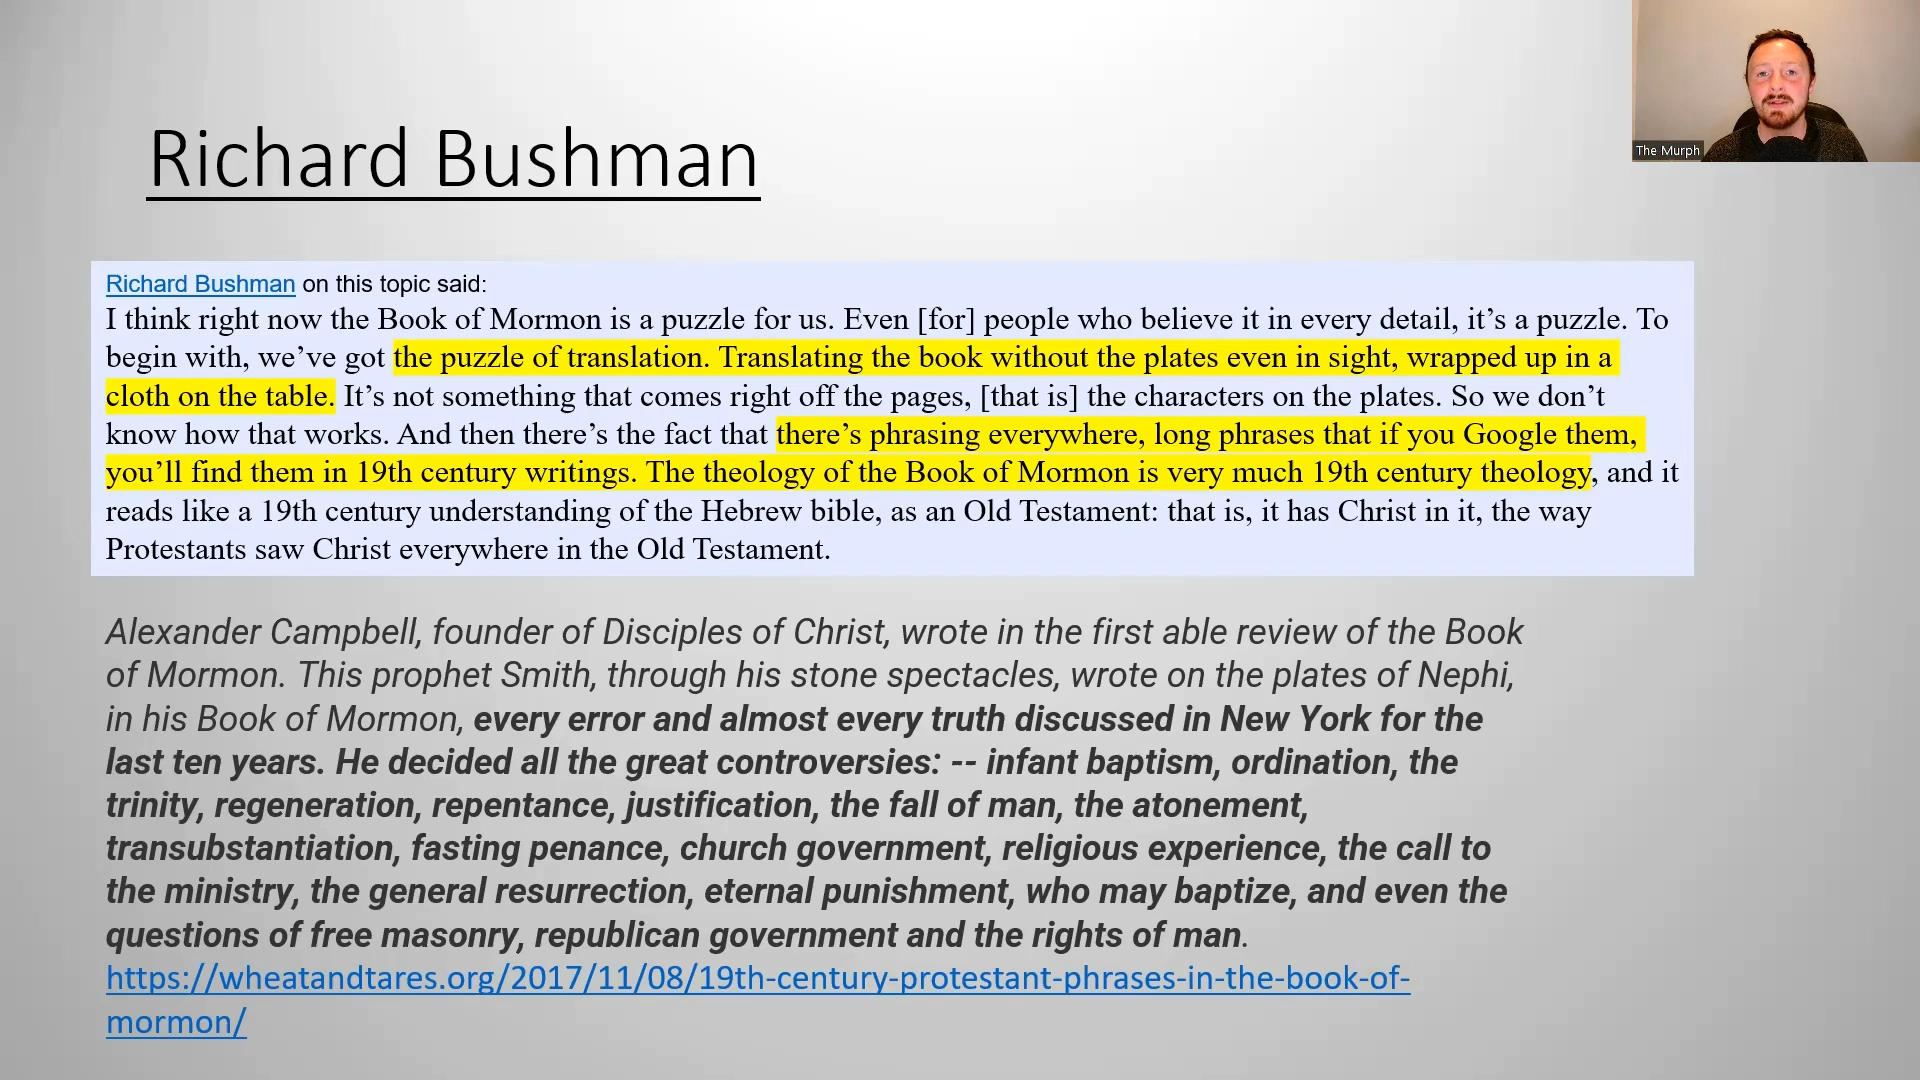 The Murph
Richard Bushman
Richard Bushman on this topic said:
I think right now the Book of Mormon is a puzzle for us. Even [for] people who believe it in every detail, it’s a puzzle. To
begin with, we’ve got the puzzle of translation. Translating the book without the plates even in sight, wrapped up in a
cloth on the table. It’s not something that comes right off the pages, [that is] the characters on the plates. So we don’t
know how that works. And then there’s the fact that there’s phrasing everywhere, long phrases that if you Google them,
you’ll find them in 19th century writings. The theology of the Book of Mormon is very much 19th century theology, and it
reads like a 19th century understanding of the Hebrew bible, as an Old Testament: that is, it has Christ in it, the way
Protestants saw Christ everywhere in the Old Testament.
Alexander Campbell, founder of Disciples of Christ, wrote in the first able review of the Book
of Mormon. This prophet Smith, through his stone spectacles, wrote on the plates of Nephi,
in his Book of Mormon, every error and almost every truth discussed in New York for the
last ten years. He decided all the great controversies: -- infant baptism, ordination, the
trinity, regeneration, repentance, justification, the fall of man, the atonement,
transubstantiation, fasting penance, church government, religious experience, the call to
the ministry, the general resurrection, eternal punishment, who may baptize, and even the
questions of free masonry, republican government and the rights of man.
https://wheatandtares.org/2017/11/08/19th-century-protestant-phrases-in-the-book-of-
mormon/